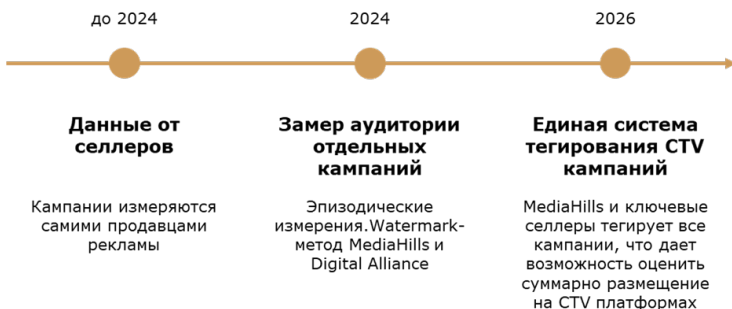 до 2024
2024
2026
Данные от
селлеров
Замер аудитории
отдельных
кампаний
Единая система
тегирования CTV
кампаний
Кампании измеряются
самими продавцами
рекламы
Эпизодические
измерения.Watermark-
метод MediaHills и
Digital Alliance
MediaHills и ключевые
селлеры тегирует все
кампании, что дает
возможность оценить
суммарно размещение
на CTV платформах